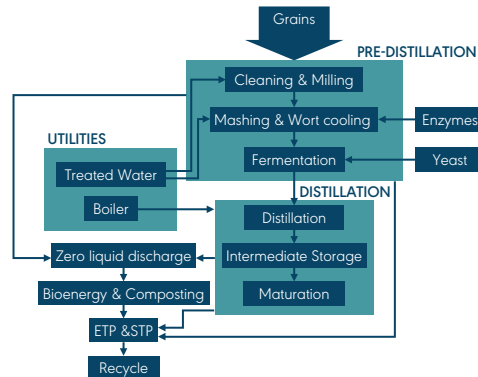 Grains
PRE-DISTILLATION
Cleaning & Milling
Mashing & Wort cooling
Enzymes
UTILITIES
Fermentation
Yeast
Treated Water
DISTILLATION
Boiler
Distillation
Zero liquid discharge
Intermediate Storage
Bioenergy & Composting
Maturation
ETP &STP
Recycle